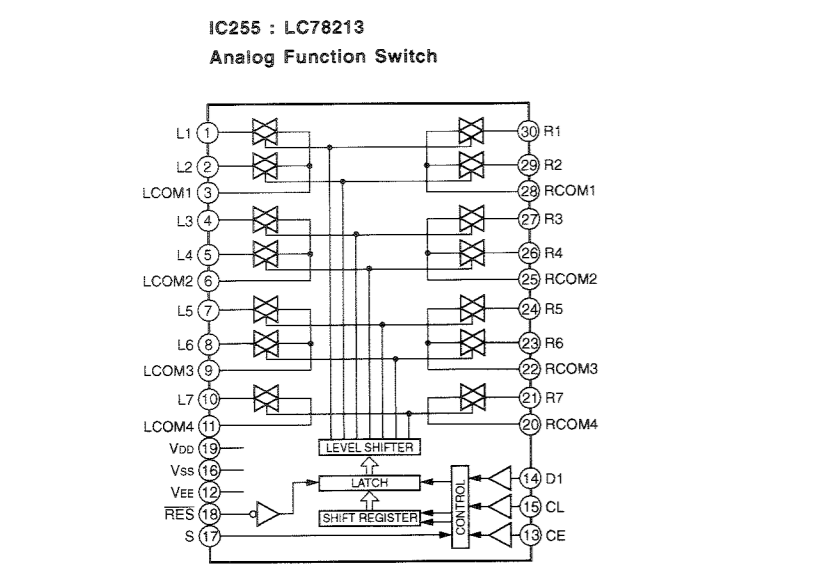 IC255 : LC78213
Analog Function Switch
L1 1 30 R1
L2 2 29 R2
LCOM1 3 28 RCOM1
L3 4 27 R3
L4 5 26 R4
LCOM2 6 25 RCOM2
L5 7 24 R5
L6 8 23 R6
LCOM3 9 22 RCOM3
L7 10 21 R7
LCOM4 11 20 RCOM4
VDD 19 LEVEL SHIFTER
VSS 16
VEE 12 LATCH CONTROL 14 D1
RES 18 SHIFT REGISTER 15 CL
S 17 13 CE